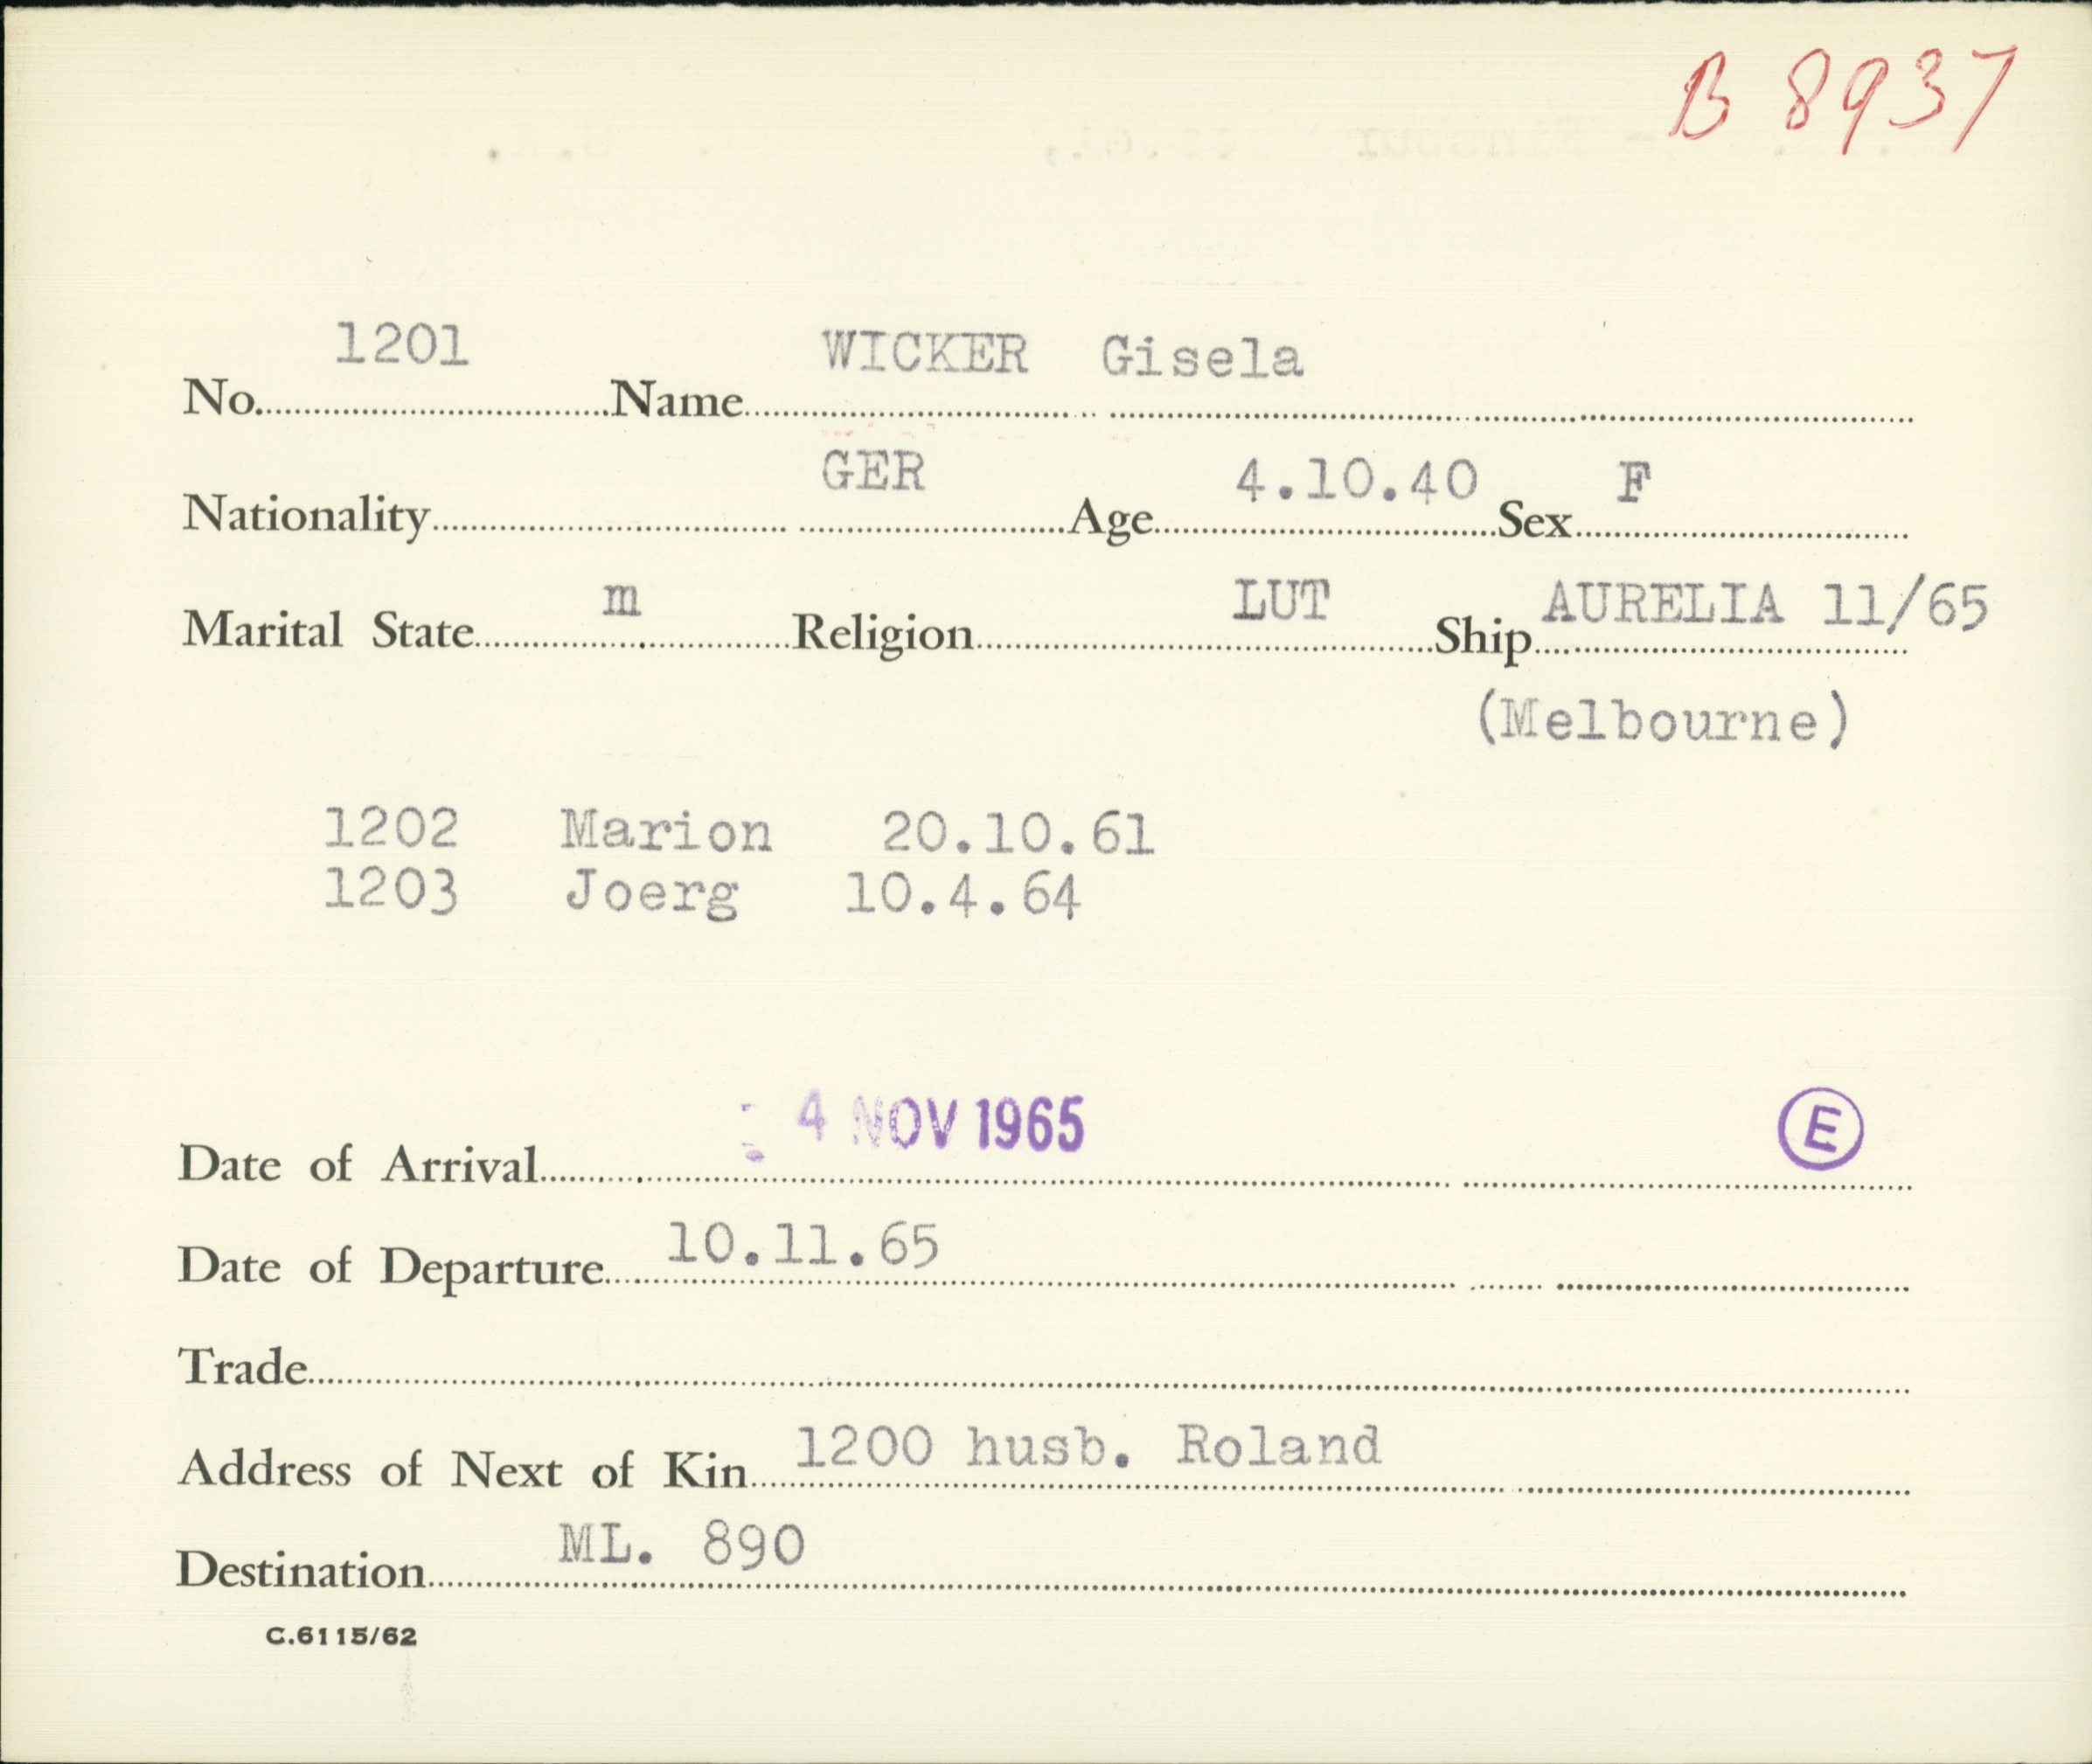 B 8937
No. 1201 Name WICKER Gisela
Nationality GER Age 4.10.40 Sex F
Marital State m Religion LUT Ship AURELIA 11/65
(Melbourne)
1202 Marion 20.10.61
1203 Joerg 10.4.64
Date of Arrival 4 NOV 1965 E
Date of Departure 10.11.65
Trade
Address of Next of Kin 1200 husb. Roland
Destination ML. 890
C.6115/62